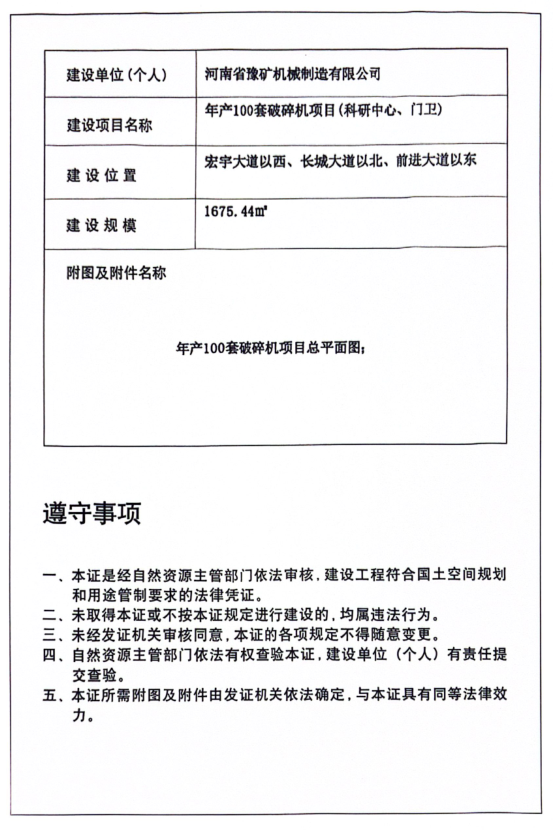 建设单位(个人) 河南省豫矿机械制造有限公司
建设项目名称 年产100套破碎机项目(科研中心、门卫)
建设位置 宏宇大道以西、长城大道以北、前进大道以东
建设规模 1675.44㎡
附图及附件名称
年产100套破碎机项目总平面图;
遵守事项
一、本证是经自然资源主管部门依法审核,建设工程符合国土空间规划
和用途管制要求的法律凭证。
二、未取得本证或不按本证规定进行建设的,均属违法行为。
三、未经发证机关审核同意,本证的各项规定不得随意变更。
四、自然资源主管部门依法有权查验本证,建设单位(个人)有责任提
交查验。
五、本证所需附图及附件由发证机关依法确定,与本证具有同等法律效
力。